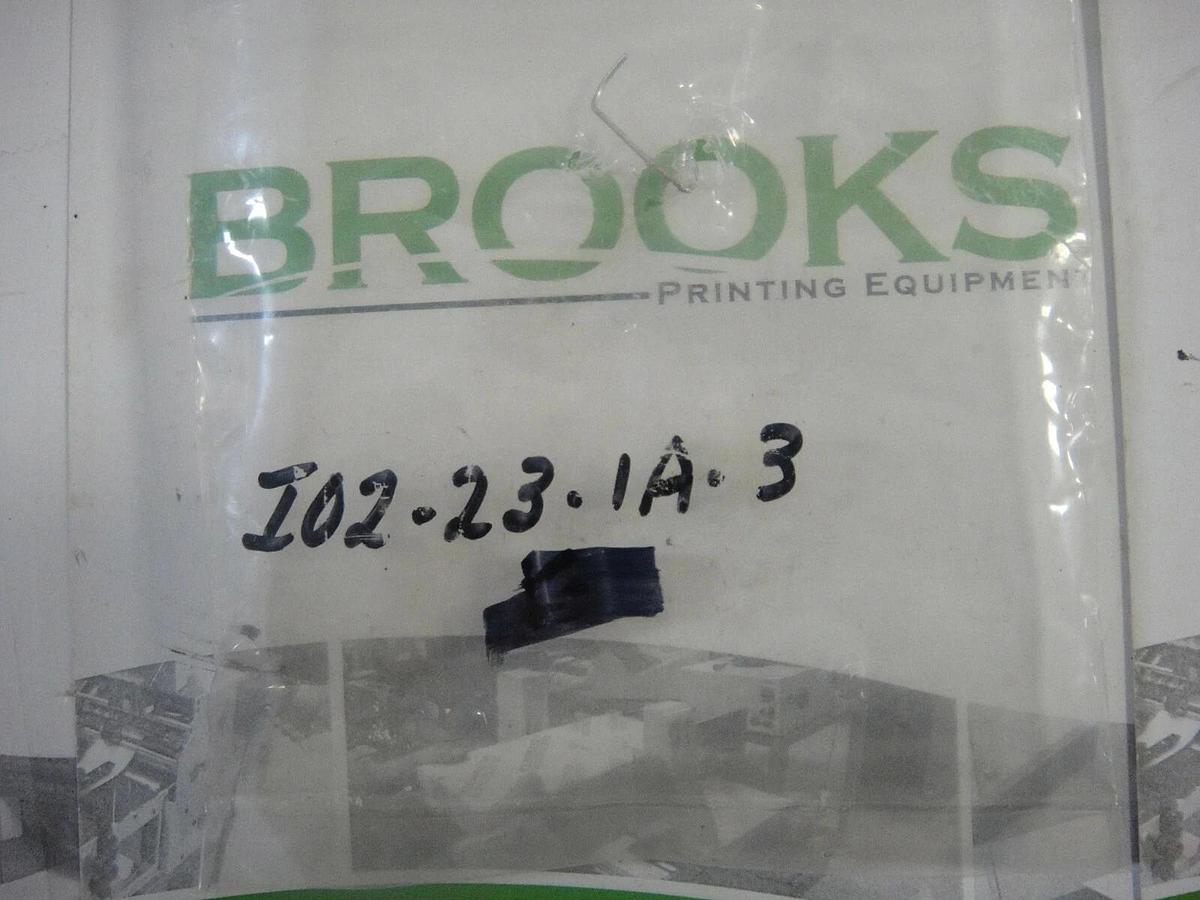 BROOKS
PRINTING EQUIPMENT
I02.23.1A.3